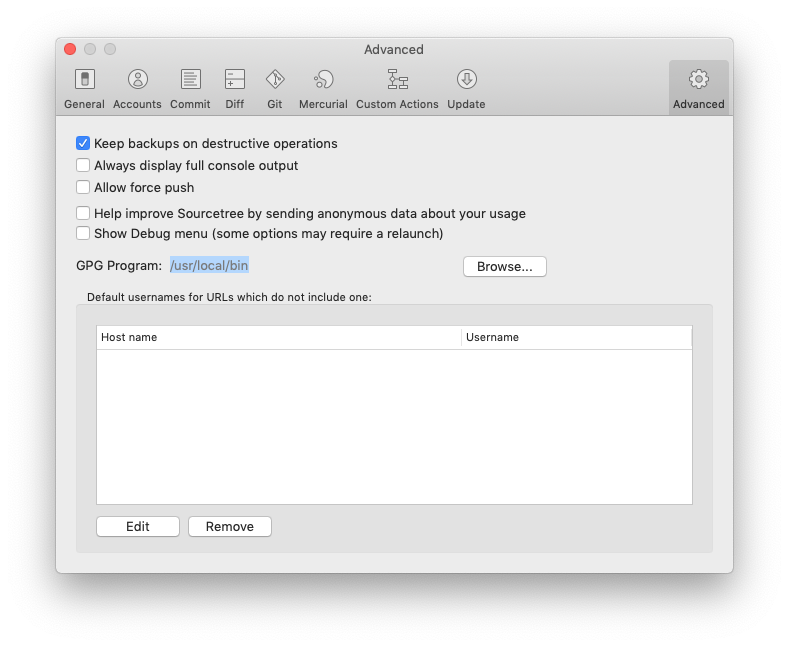 Advanced
General Accounts Commit Diff Git Mercurial Custom Actions Update Advanced
Keep backups on destructive operations
Always display full console output
Allow force push
Help improve Sourcetree by sending anonymous data about your usage
Show Debug menu (some options may require a relaunch)
GPG Program: /usr/local/bin Browse...
Default usernames for URLs which do not include one:
Host name Username
Edit Remove